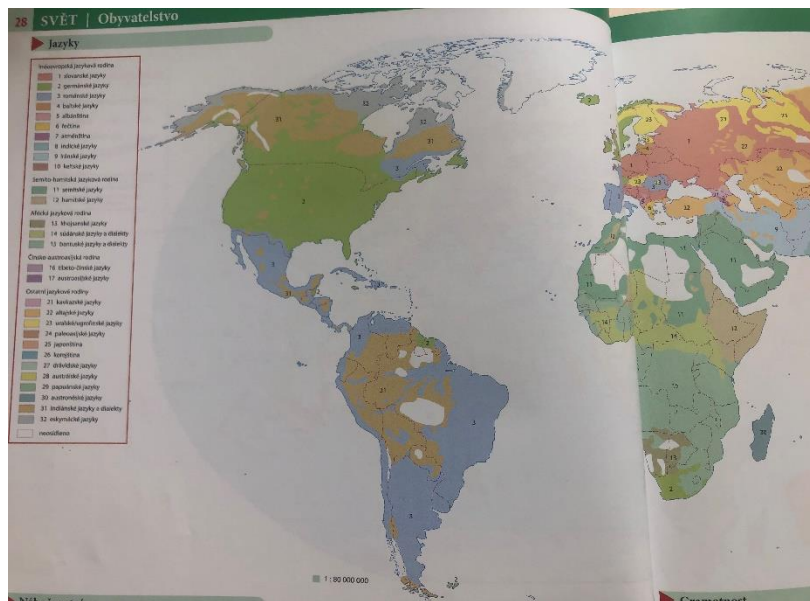 28 SVĚT | Obyvatelstvo
Jazyky
Indoevropská jazyková rodina
1 slovanské jazyky
2 germánské jazyky
3 románské jazyky
4 baltské jazyky
5 albánština
6 řečtina
7 arménština
8 indické jazyky
9 íránské jazyky
10 keltské jazyky
Semito-hamitská jazyková rodina
11 semitské jazyky
12 hamitské jazyky
Africká jazyková rodina
13 khojsanské jazyky
14 súdánské jazyky a dialekty
15 bantuské jazyky a dialekty
Čínsko-austroasijská rodina
16 tibeto-čínské jazyky
17 austroasijské jazyky
Ostatní jazykové rodiny
21 kavkazské jazyky
22 altajské jazyky
23 uralské/ugrofinské jazyky
24 paleoasijské jazyky
25 japonština
26 korejština
27 drávidské jazyky
28 australské jazyky
29 papuánské jazyky
30 austronéské jazyky
31 indiánské jazyky a dialekty
32 eskymácké jazyky
neosídleno
1 : 80 000 000
Gramotnost